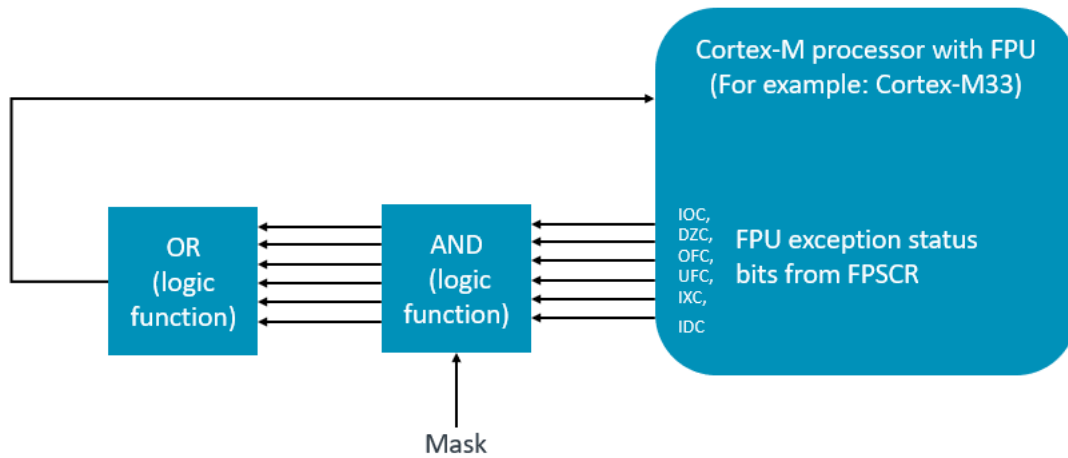 Cortex-M processor with FPU
(For example: Cortex-M33)
OR
(logic
function)
AND
(logic
function)
IOC,
DZC,
OFC,
UFC,
IXC,
IDC
FPU exception status
bits from FPSCR
Mask